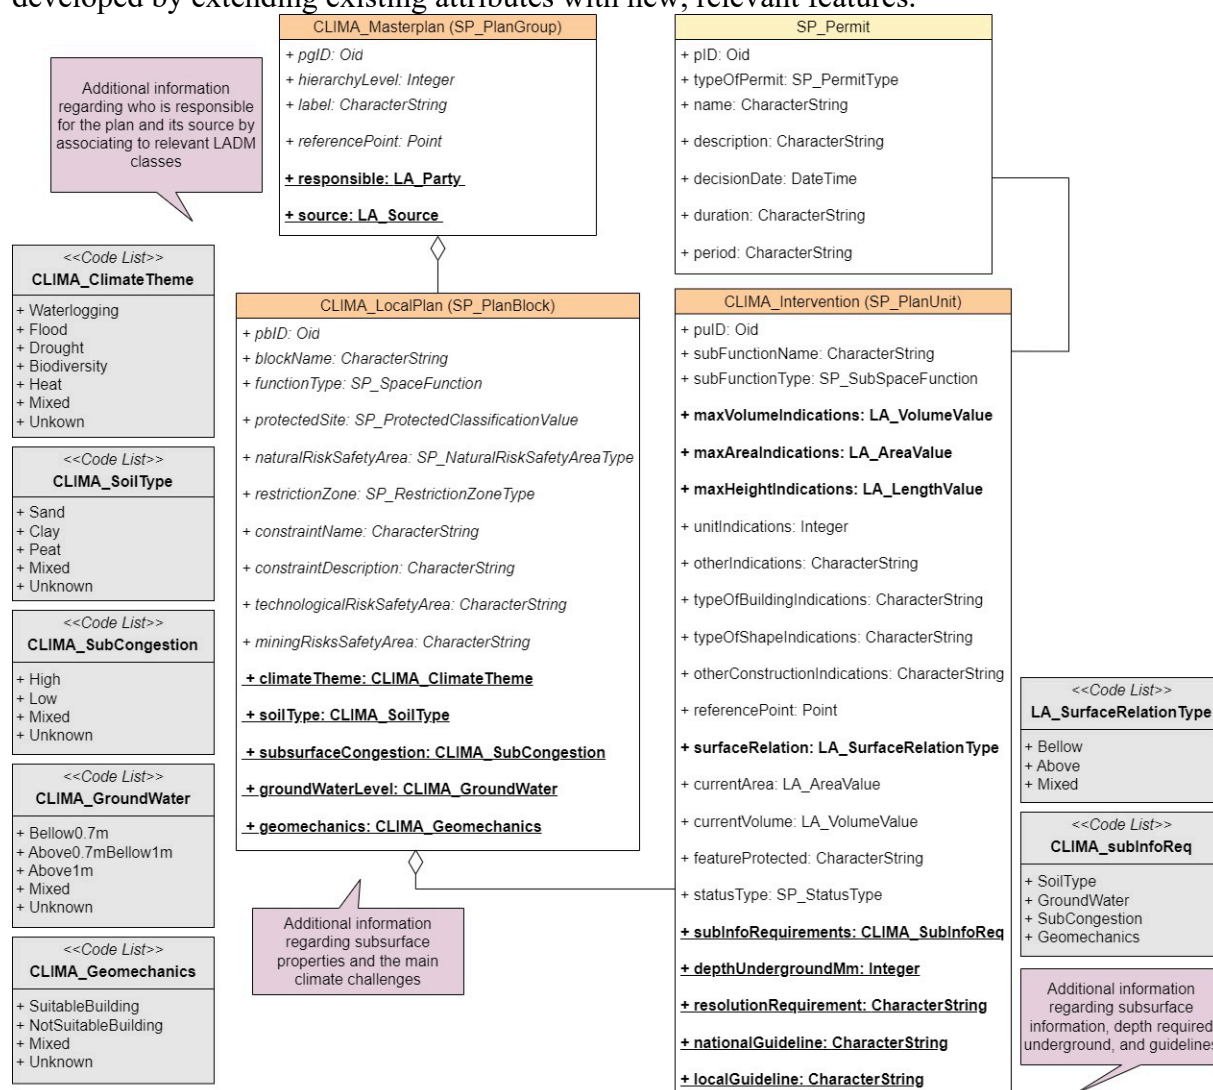 developed by extending existing attributes with new, relevant features.
CLIMA_Masterplan (SP_PlanGroup)
+ pgID: Oid
+ hierarchyLevel: Integer
+ label: CharacterString
+ referencePoint: Point
+ responsible: LA_Party
+ source: LA_Source
SP_Permit
+ pID: Oid
+ typeOfPermit: SP_PermitType
+ name: CharacterString
+ description: CharacterString
+ decisionDate: DateTime
+ duration: CharacterString
+ period: CharacterString
Additional information
regarding who is responsible
for the plan and its source by
associating to relevant LADM
classes
<<Code List>>
CLIMA_ClimateTheme
+ Waterlogging
+ Flood
+ Drought
+ Biodiversity
+ Heat
+ Mixed
+ Unkown
<<Code List>>
CLIMA_SoilType
+ Sand
+ Clay
+ Peat
+ Mixed
+ Unknown
<<Code List>>
CLIMA_SubCongestion
+ High
+ Low
+ Mixed
+ Unknown
<<Code List>>
CLIMA_GroundWater
+ Bellow0.7m
+ Above0.7mBellow1m
+ Above1m
+ Mixed
+ Unknown
<<Code List>>
CLIMA_Geomechanics
+ SuitableBuilding
+ NotSuitableBuilding
+ Mixed
+ Unknown
CLIMA_LocalPlan (SP_PlanBlock)
+ pbID: Oid
+ blockName: CharacterString
+ functionType: SP_SpaceFunction
+ protectedSite: SP_ProtectedClassificationValue
+ naturalRiskSafetyArea: SP_NaturalRiskSafetyAreaType
+ restrictionZone: SP_RestrictionZoneType
+ constraintName: CharacterString
+ constraintDescription: CharacterString
+ technologicalRiskSafetyArea: CharacterString
+ miningRisksSafetyArea: CharacterString
+ climateTheme: CLIMA_ClimateTheme
+ soilType: CLIMA_SoilType
+ subsurfaceCongestion: CLIMA_SubCongestion
+ groundWaterLevel: CLIMA_GroundWater
+ geomechanics: CLIMA_Geomechanics
Additional information
regarding subsurface
properties and the main
climate challenges
CLIMA_Intervention (SP_PlanUnit)
+ puID: Oid
+ subFunctionName: CharacterString
+ subFunctionType: SP_SubSpaceFunction
+ maxVolumeIndications: LA_VolumeValue
+ maxAreaIndications: LA_AreaValue
+ maxHeightIndications: LA_LengthValue
+ unitIndications: Integer
+ otherIndications: CharacterString
+ typeOfBuildingIndications: CharacterString
+ typeOfShapeIndications: CharacterString
+ otherConstructionIndications: CharacterString
+ referencePoint: Point
+ surfaceRelation: LA_SurfaceRelationType
+ currentArea: LA_AreaValue
+ currentVolume: LA_VolumeValue
+ featureProtected: CharacterString
+ statusType: SP_StatusType
+ subInfoRequirements: CLIMA_SubInfoReq
+ depthUndergroundMm: Integer
+ resolutionRequirement: CharacterString
+ nationalGuideline: CharacterString
+ localGuideline: CharacterString
<<Code List>>
LA_SurfaceRelationType
+ Bellow
+ Above
+ Mixed
<<Code List>>
CLIMA_subInfoReq
+ SoilType
+ GroundWater
+ SubCongestion
+ Geomechanics
Additional information
regarding subsurface
information, depth required
underground, and guidelines